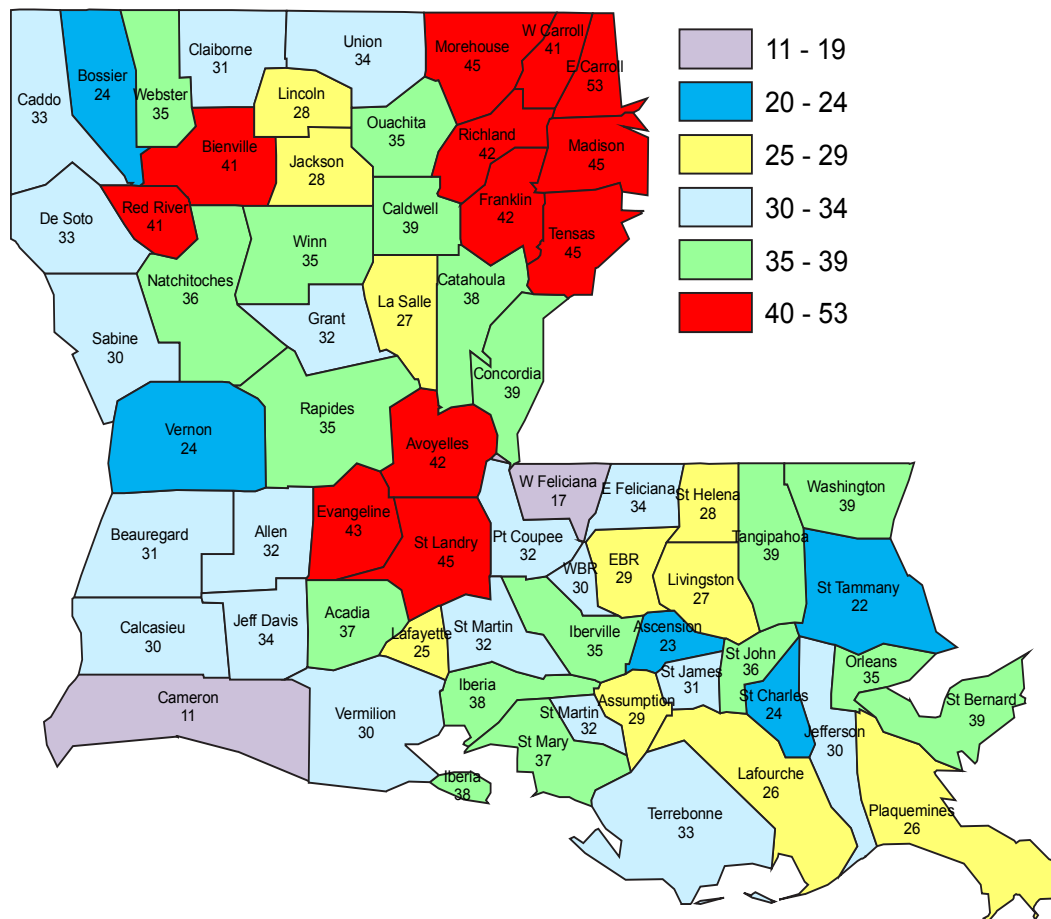 11 - 19
20 - 24
25 - 29
30 - 34
35 - 39
40 - 53
Caddo
33
Bossier
24
Webster
35
Claiborne
31
Union
34
Lincoln
28
Morehouse
45
W Carroll
41
E Carroll
53
Ouachita
35
Richland
42
Madison
45
Bienville
41
Jackson
28
De Soto
33
Red River
41
Caldwell
39
Franklin
42
Tensas
45
Winn
35
Natchitoches
36
La Salle
27
Catahoula
38
Grant
32
Sabine
30
Concordia
39
Rapides
35
Vernon
24
Avoyelles
42
W Feliciana
17
E Feliciana
34
St Helena
28
Washington
39
Tangipahoa
39
Beauregard
31
Allen
32
Evangeline
43
St Landry
45
Pt Coupee
32
WBR
30
EBR
29
Livingston
27
St Tammany
22
Calcasieu
30
Jeff Davis
34
Acadia
37
Lafayette
25
St Martin
32
Iberville
35
Ascension
23
St James
31
St John
36
St Charles
24
Orleans
35
St Bernard
39
Cameron
11
Vermilion
30
Iberia
38
St Martin
32
Assumption
29
Jefferson
30
St Mary
37
Iberia
38
Lafourche
26
Terrebonne
33
Plaquemines
26